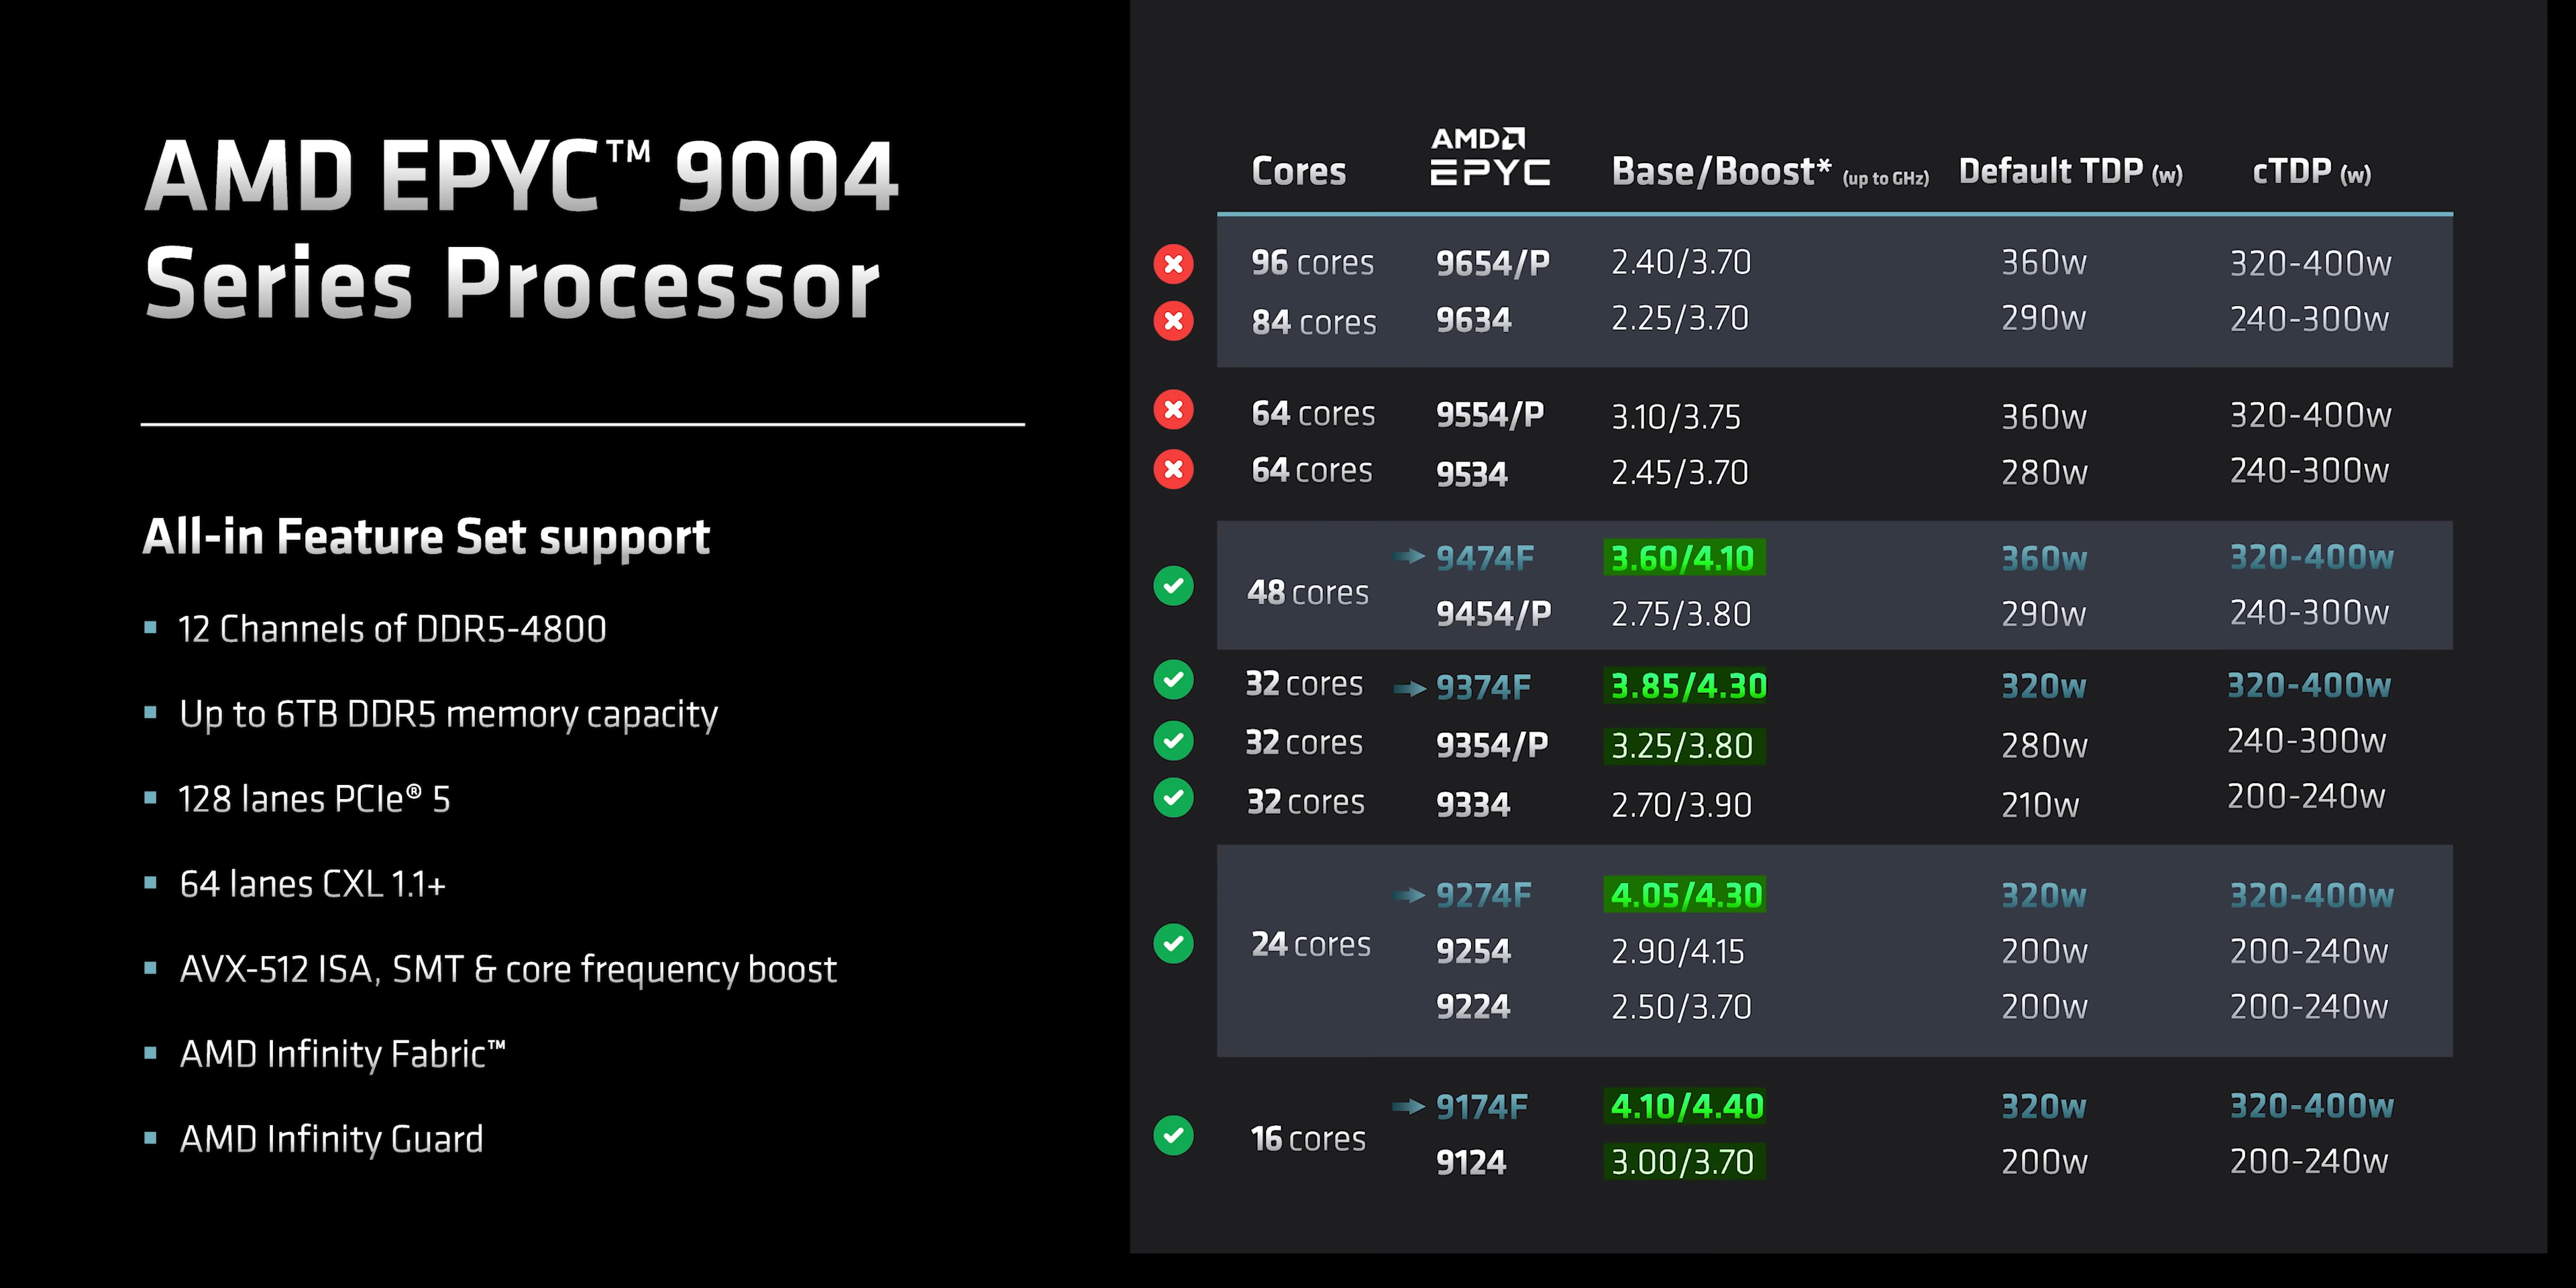 AMD EPYC™ 9004
Series Processor
All-in Feature Set support
▪ 12 Channels of DDR5-4800
▪ Up to 6TB DDR5 memory capacity
▪ 128 lanes PCIe® 5
▪ 64 lanes CXL 1.1+
▪ AVX-512 ISA, SMT & core frequency boost
▪ AMD Infinity Fabric™
▪ AMD Infinity Guard
AMD
Cores EPYC Base/Boost* (up to GHz) Default TDP (w) cTDP (w)
96 cores 9654/P 2.40/3.70 360w 320-400w
84 cores 9634 2.25/3.70 290w 240-300w
64 cores 9554/P 3.10/3.75 360w 320-400w
64 cores 9534 2.45/3.70 280w 240-300w
9474F 3.60/4.10 360w 320-400w
48 cores
9454/P 2.75/3.80 290w 240-300w
32 cores 9374F 3.85/4.30 320w 320-400w
32 cores 9354/P 3.25/3.80 280w 240-300w
32 cores 9334 2.70/3.90 210w 200-240w
9274F 4.05/4.30 320w 320-400w
24 cores 9254 2.90/4.15 200w 200-240w
9224 2.50/3.70 200w 200-240w
9174F 4.10/4.40 320w 320-400w
16 cores
9124 3.00/3.70 200w 200-240w